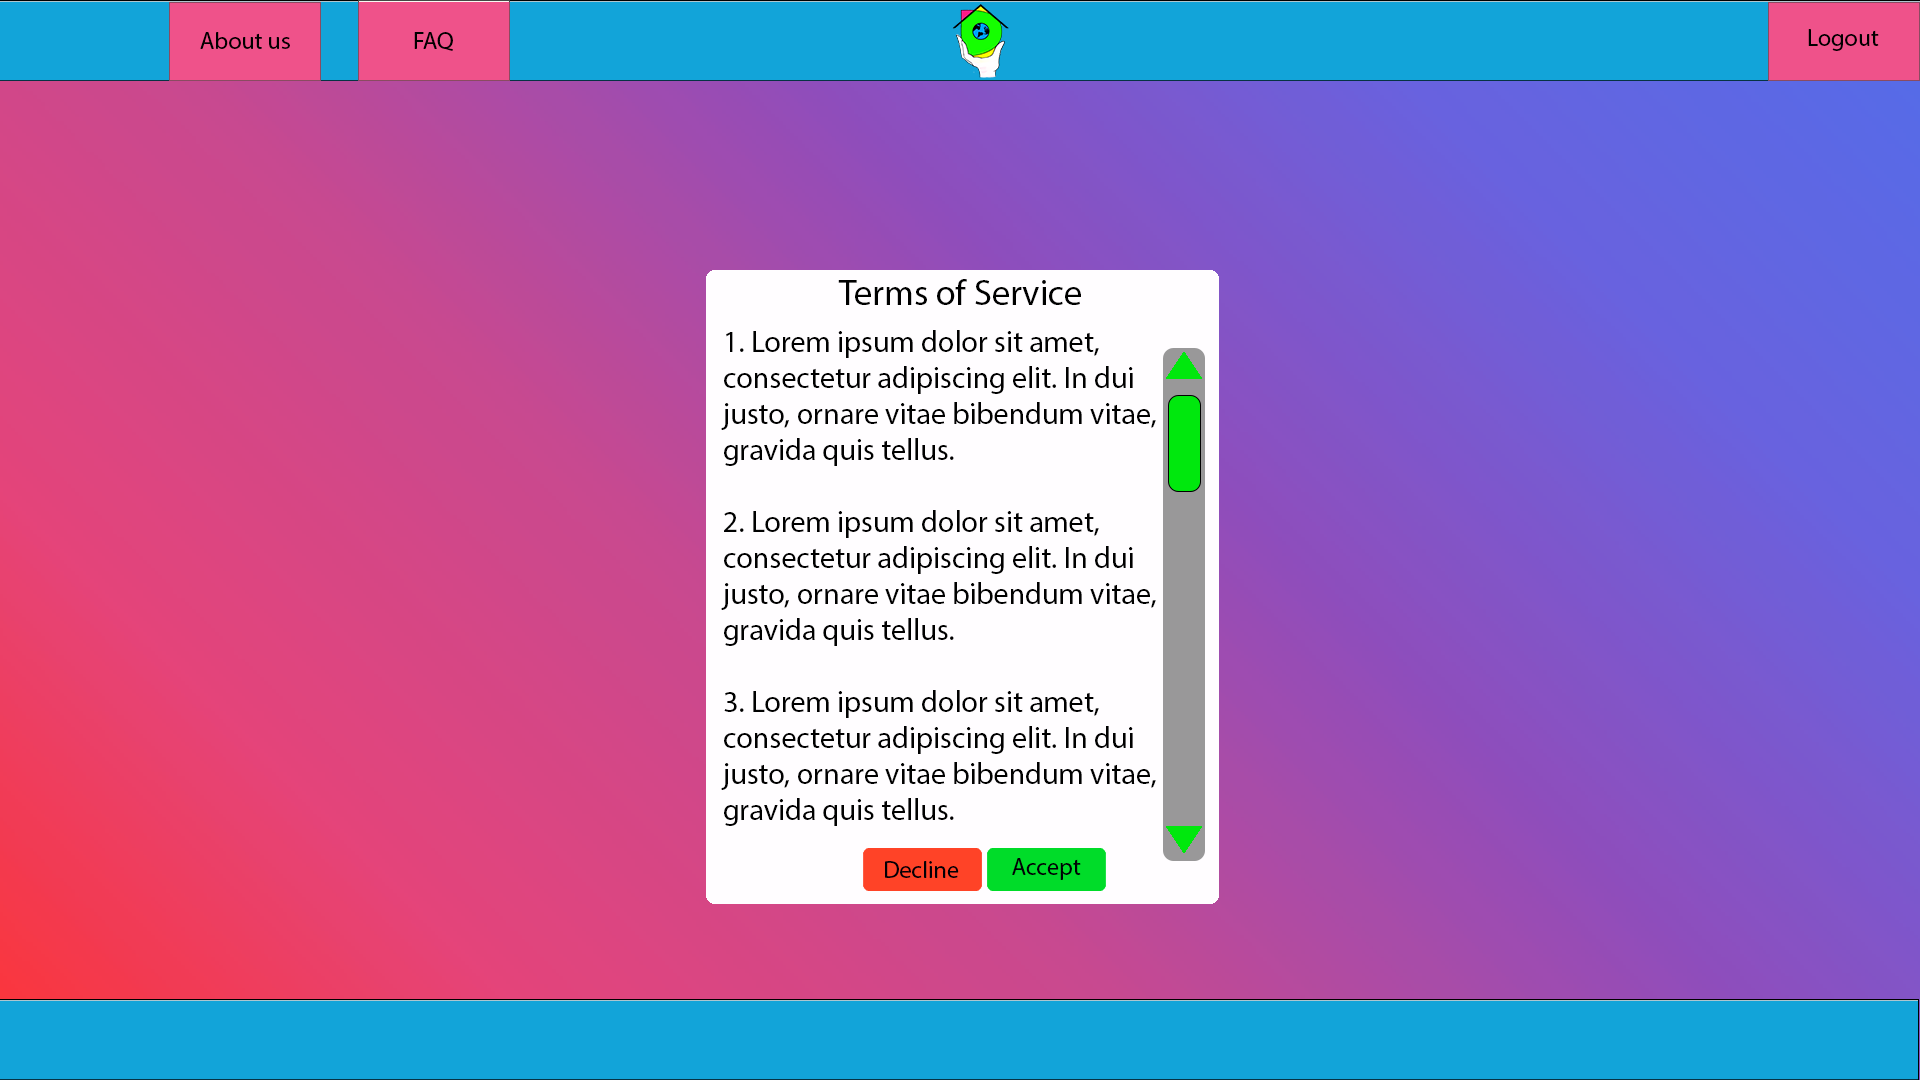 About us
FAQ
Logout
Terms of Service
1. Lorem ipsum dolor sit amet,
consectetur adipiscing elit. In dui
justo, ornare vitae bibendum vitae,
gravida quis tellus.
2. Lorem ipsum dolor sit amet,
consectetur adipiscing elit. In dui
justo, ornare vitae bibendum vitae,
gravida quis tellus.
3. Lorem ipsum dolor sit amet,
consectetur adipiscing elit. In dui
justo, ornare vitae bibendum vitae,
gravida quis tellus.
Decline
Accept